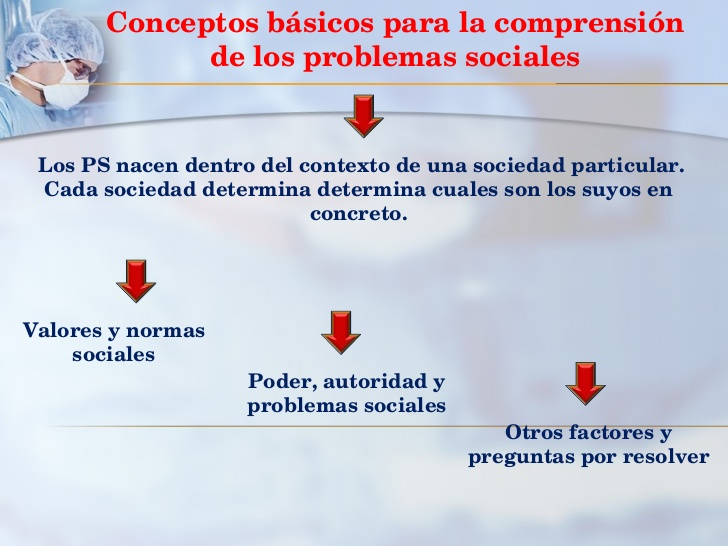 Conceptos básicos para la comprensión
de los problemas sociales
Los PS nacen dentro del contexto de una sociedad particular.
Cada sociedad determina determina cuales son los suyos en
concreto.
Valores y normas
sociales
Poder, autoridad y
problemas sociales
Otros factores y
preguntas por resolver